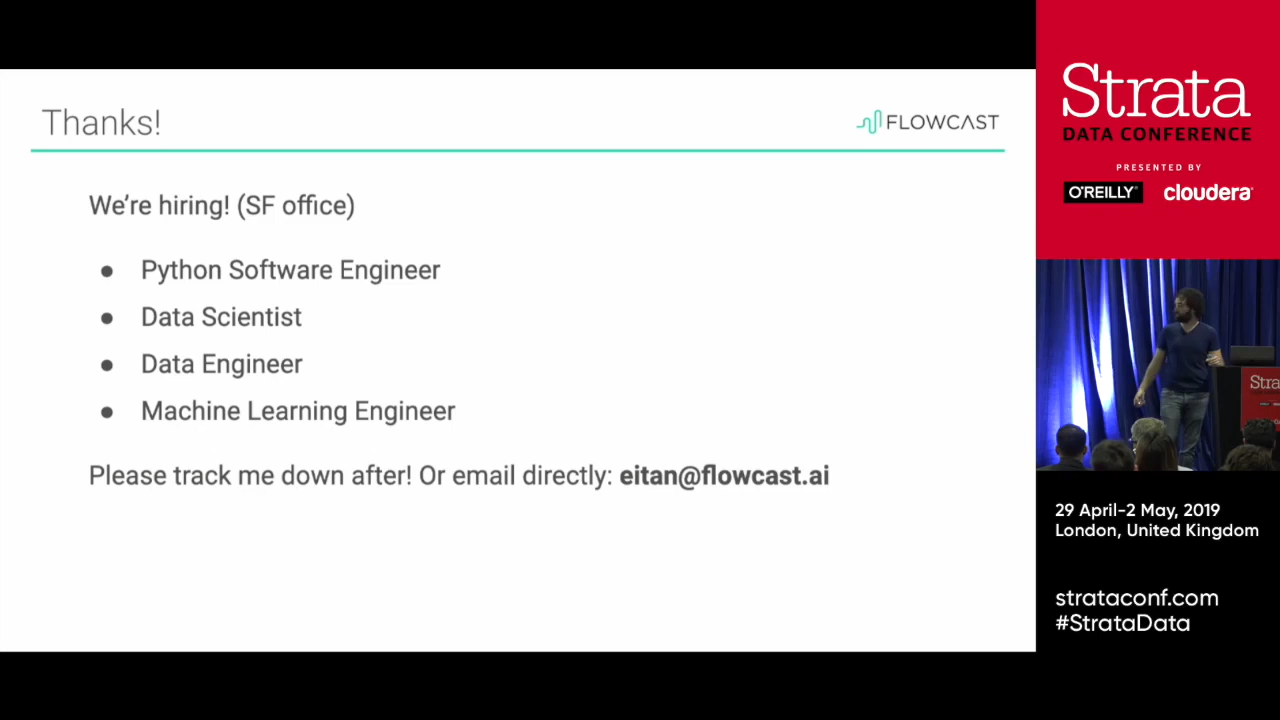 Thanks!
FLOWCAST
We're hiring! (SF office)
● Python Software Engineer
● Data Scientist
● Data Engineer
● Machine Learning Engineer
Please track me down after! Or email directly: eitan@flowcast.ai
Strata
DATA CONFERENCE
PRESENTED BY
O'REILLY®
cloudera®
Stra
29 April-2 May, 2019
London, United Kingdom
strataconf.com
#StrataData